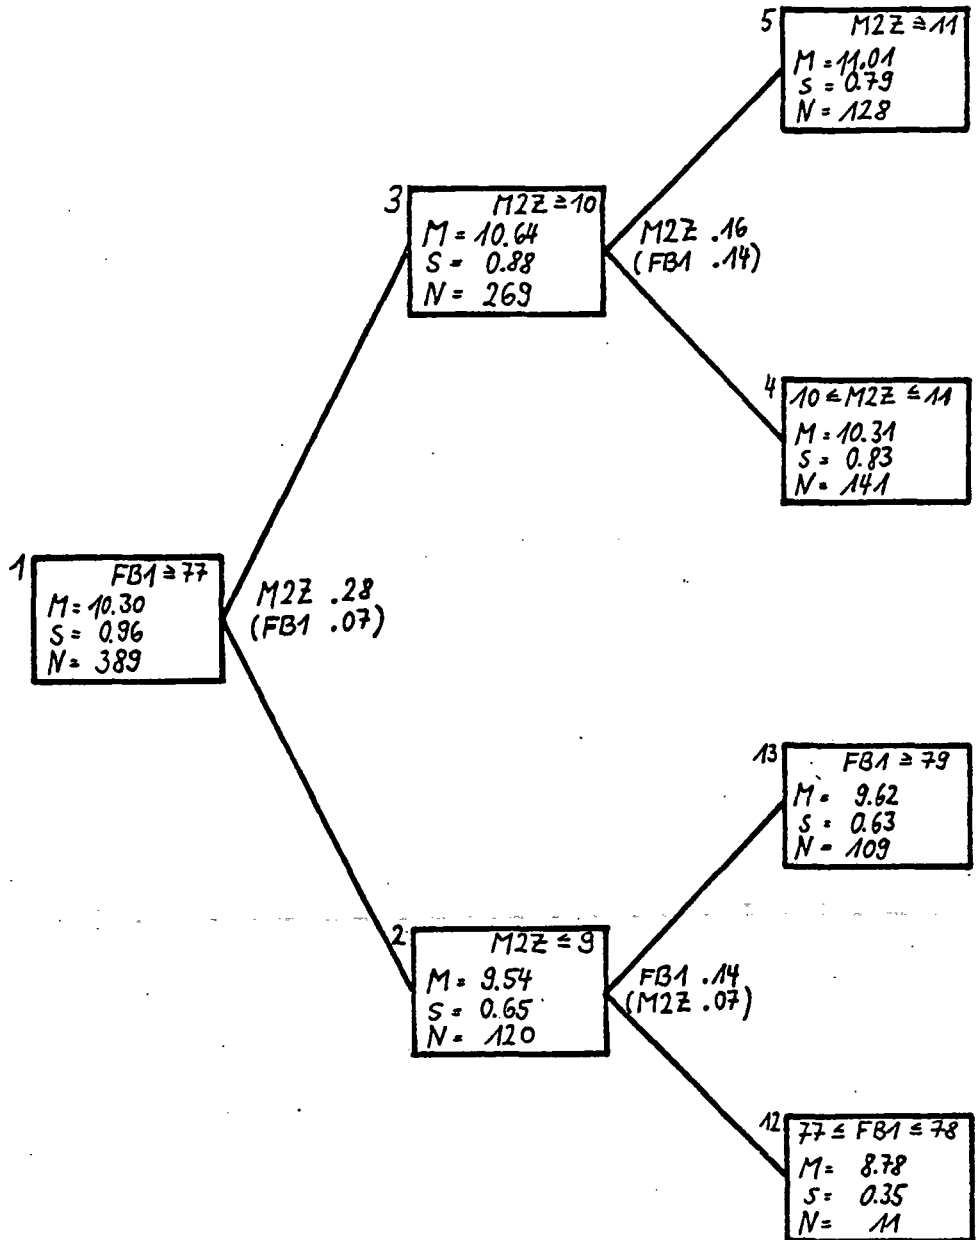 5
M2Z ≧ 11
M = 11.01
S = 0.79
N = 128
3
M2Z ≧ 10
M = 10.64
S = 0.88
N = 269
M2Z .16
(FB1 .14)
4
10 ≤ M2Z ≤ 11
M = 10.31
S = 0.83
N = 141
1
FB1 ≧ 77
M = 10.30
S = 0.96
N = 389
M2Z .28
(FB1 .07)
13
FB1 ≧ 79
M = 9.62
S = 0.63
N = 109
2
M2Z ≤ 9
M = 9.54
S = 0.65
N = 120
FB1 .14
(M2Z .07)
12
77 ≤ FB1 ≤ 78
M = 8.78
S = 0.35
N = 11